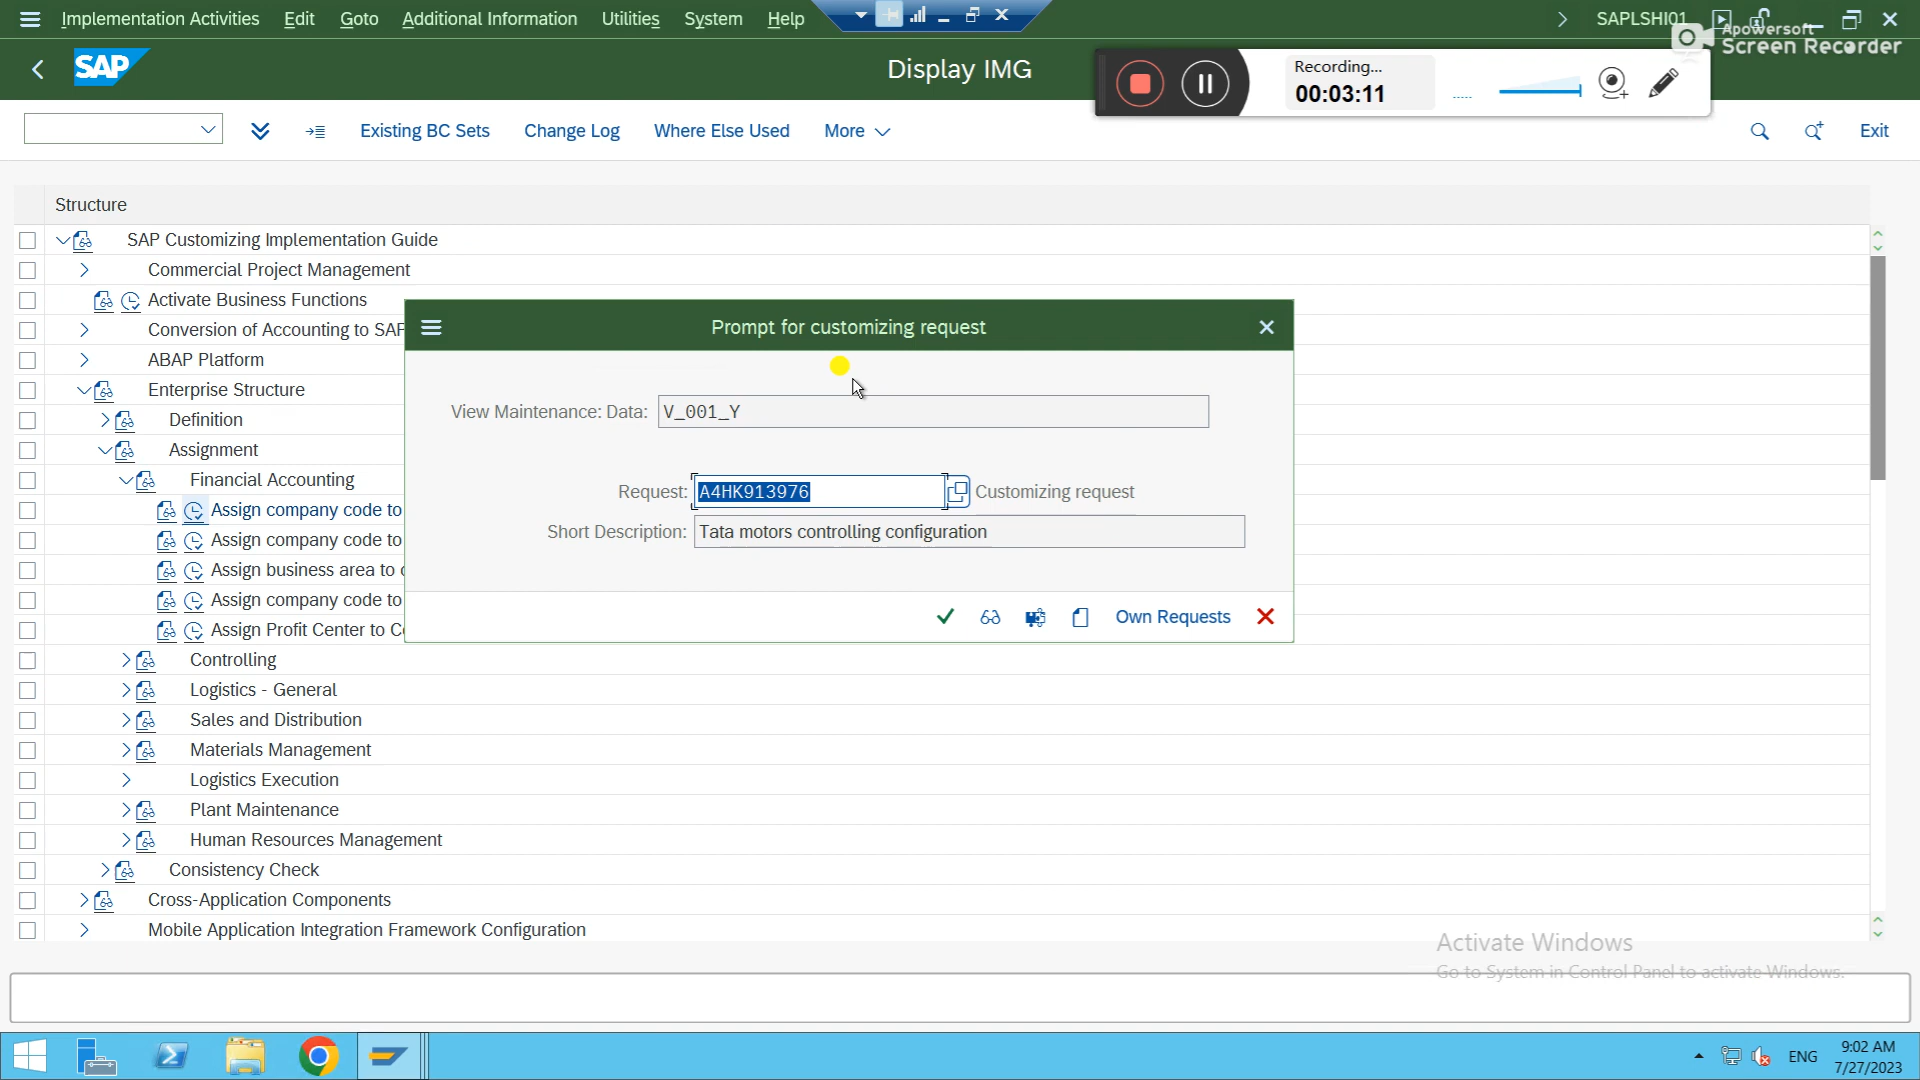 Implementation Activities Edit Goto Additional Information Utilities System Help SAPLSHI01
Apowersoft
Screen Recorder
SAP Display IMG
Recording...
00:03:11
Existing BC Sets Change Log Where Else Used More Exit
Structure
SAP Customizing Implementation Guide
Commercial Project Management
Activate Business Functions
Conversion of Accounting to SAP
ABAP Platform
Enterprise Structure
Definition
Assignment
Financial Accounting
Assign company code to
Assign company code to
Assign business area to
Assign company code to
Assign Profit Center to
Controlling
Logistics - General
Sales and Distribution
Materials Management
Logistics Execution
Plant Maintenance
Human Resources Management
Consistency Check
Cross-Application Components
Mobile Application Integration Framework Configuration
Prompt for customizing request
View Maintenance: Data: V_001_Y
Request: A4HK913976 Customizing request
Short Description: Tata motors controlling configuration
Own Requests
Activate Windows
Go to System in Control Panel to activate Windows.
ENG
9:02 AM
7/27/2023